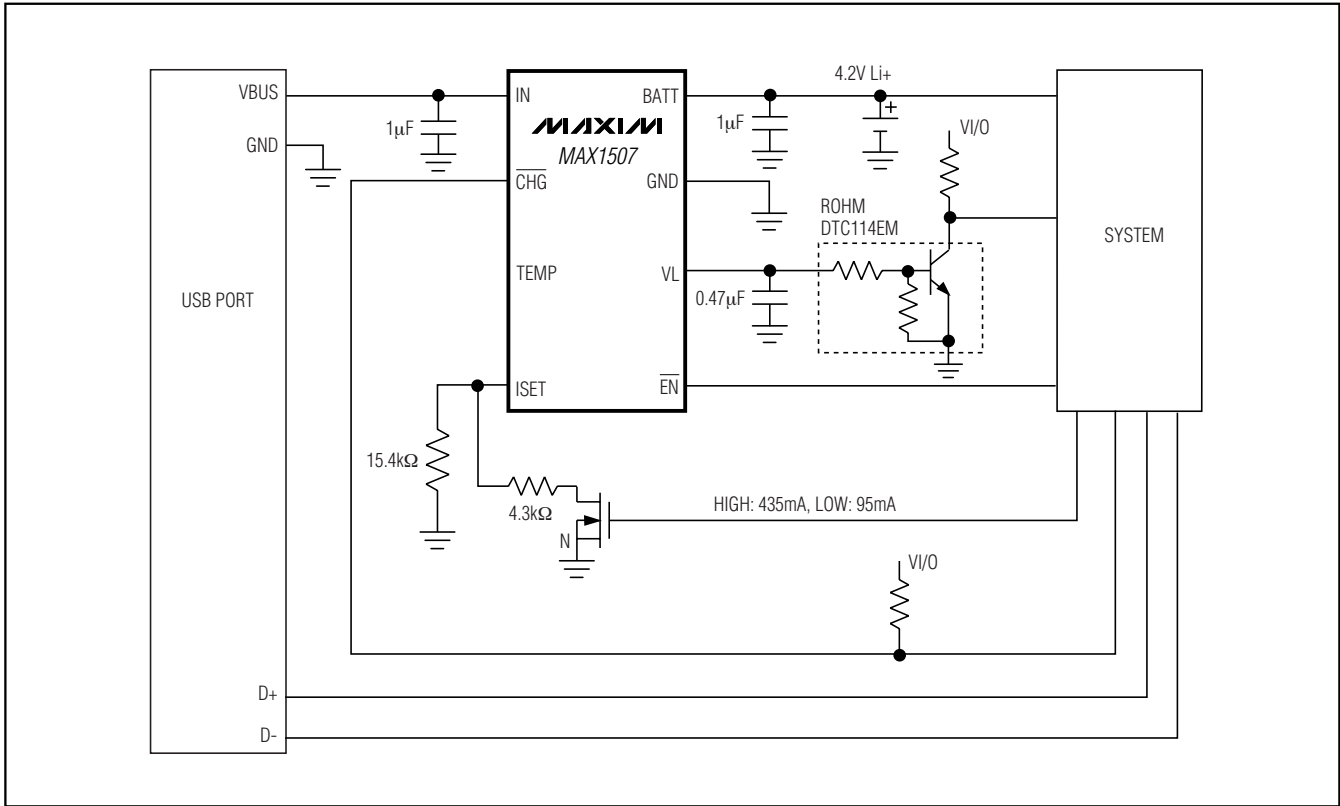 VBUS
GND
USB PORT
D+
D-
1μF
IN
BATT
MAXIM
MAX1507
CHG
GND
TEMP
VL
ISET
EN
1μF
4.2V Li+
+
VI/O
ROHM
DTC114EM
0.47μF
SYSTEM
15.4kΩ
4.3kΩ
N
HIGH: 435mA, LOW: 95mA
VI/O